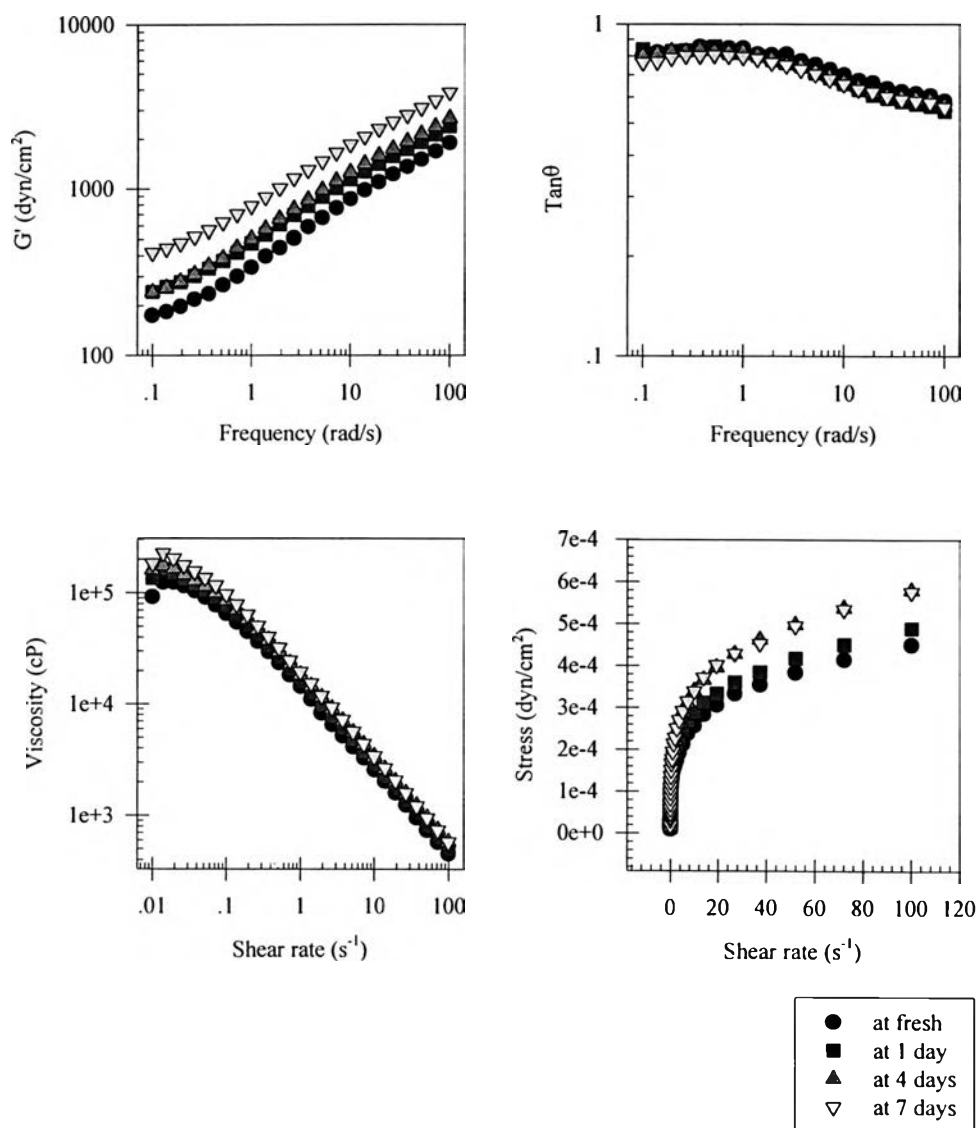 10000
1000
100
G' (dyn/cm²)
.1 1 10 100
Frequency (rad/s)
1
.1
Tanθ
.1 1 10 100
Frequency (rad/s)
1e+5
1e+4
1e+3
Viscosity (cP)
.01 .1 1 10 100
Shear rate (s⁻¹)
7e-4
6e-4
5e-4
4e-4
3e-4
2e-4
1e-4
0e+0
Stress (dyn/cm²)
0 20 40 60 80 100 120
Shear rate (s⁻¹)
at fresh
at 1 day
at 4 days
at 7 days